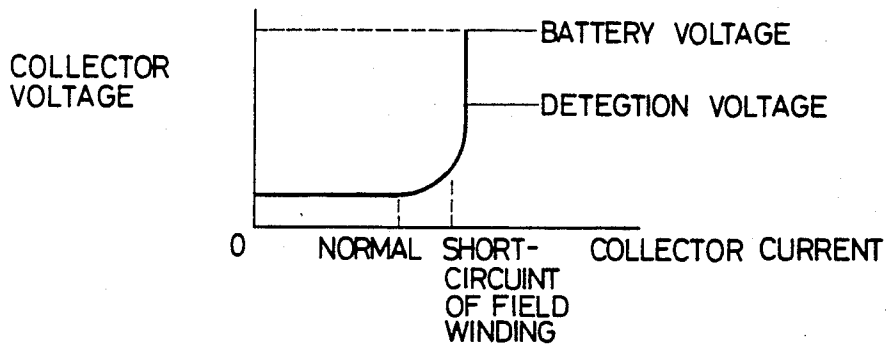 BATTERY VOLTAGE
COLLECTOR
VOLTAGE
DETEGTION VOLTAGE
0
NORMAL
SHORT-
CIRCUINT
OF FIELD
WINDING
COLLECTOR CURRENT